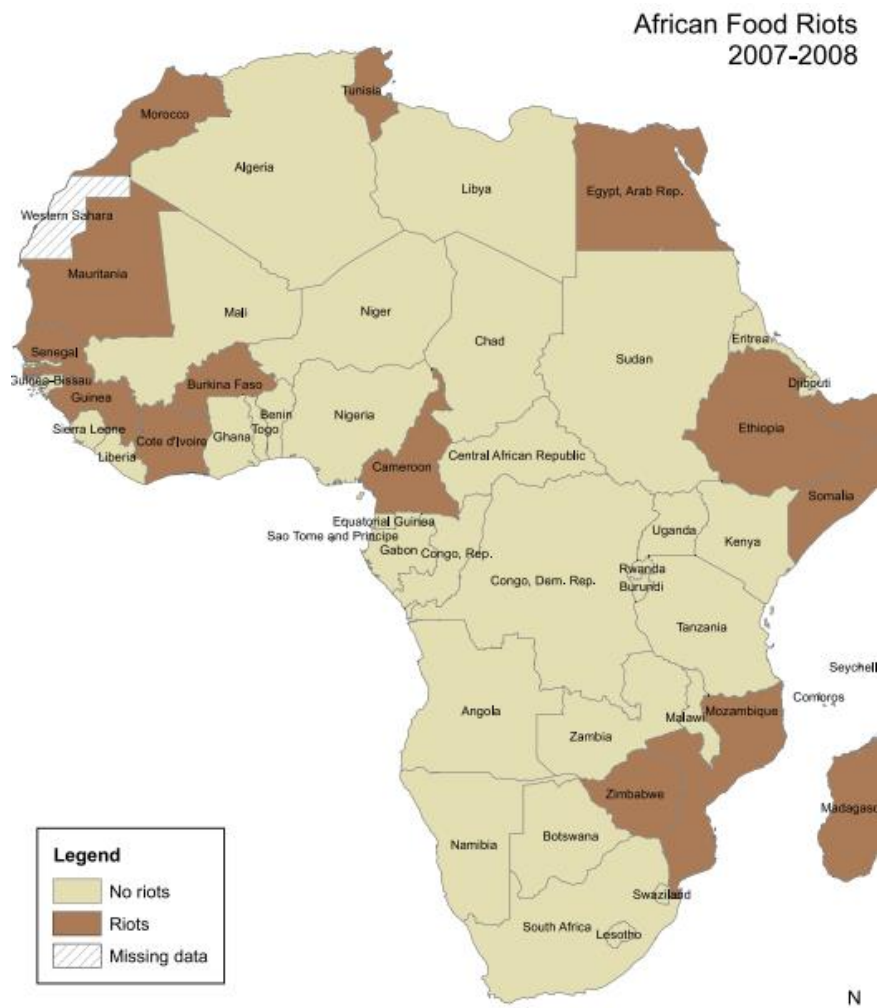 African Food Riots
2007-2008
Tunisia
Morocco
Algeria
Libya
Egypt, Arab Rep.
Western Sahara
Mauritania
Mali
Niger
Chad
Sudan
Eritrea
Senegal
Guinea-Bissau
Burkina Faso
Djibouti
Guinea
Benin
Nigeria
Ethiopia
Sierra Leone
Cote d'Ivoire
Ghana
Togo
Liberia
Central African Republic
Cameroon
Somalia
Equatorial Guinea
Sao Tome and Principe
Uganda
Kenya
Gabon
Congo, Rep.
Rwanda
Congo, Dem. Rep.
Burundi
Tanzania
Seychell
Comoros
Angola
Malawi
Mozambique
Zambia
Zimbabwe
Madagasc
Namibia
Botswana
Swaziland
South Africa
Lesotho
Legend
No riots
Riots
Missing data
N